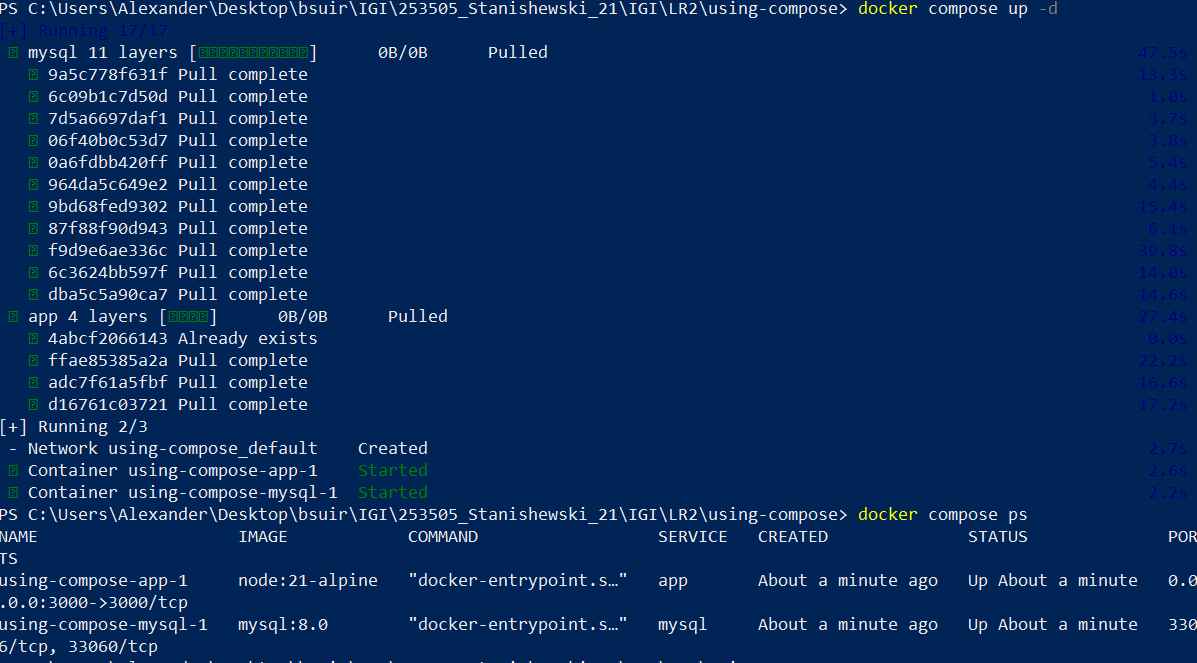 PS C:\Users\Alexander\Desktop\bsuir\IGI\253505_Stanishewski_21\IGI\LR2\using-compose> docker compose up -d
[+] Running 17/17
mysql 11 layers [] 0B/0B Pulled 47.5s
9a5c778f631f Pull complete 13.3s
6c09b1c7d50d Pull complete 1.0s
7d5a6697daf1 Pull complete 3.7s
06f40b0c53d7 Pull complete 3.8s
0a6fdbb420ff Pull complete 5.4s
964da5c649e2 Pull complete 4.4s
9bd68fed9302 Pull complete 15.4s
87f88f90d943 Pull complete 6.1s
f9d9e6ae336c Pull complete 39.8s
6c3624bb597f Pull complete 14.0s
dba5c5a90ca7 Pull complete 14.6s
app 4 layers [] 0B/0B Pulled 27.4s
4abcf2066143 Already exists 0.0s
ffae85385a2a Pull complete 22.2s
adc7f61a5fbf Pull complete 16.6s
d16761c03721 Pull complete 17.2s
[+] Running 2/3
- Network using-compose_default Created 2.7s
Container using-compose-app-1 Started 2.6s
Container using-compose-mysql-1 Started 2.2s
PS C:\Users\Alexander\Desktop\bsuir\IGI\253505_Stanishewski_21\IGI\LR2\using-compose> docker compose ps
NAME IMAGE COMMAND SERVICE CREATED STATUS POR
TS
using-compose-app-1 node:21-alpine "docker-entrypoint.s…" app About a minute ago Up About a minute 0.0
.0.0:3000->3000/tcp
using-compose-mysql-1 mysql:8.0 "docker-entrypoint.s…" mysql About a minute ago Up About a minute 330
6/tcp, 33060/tcp